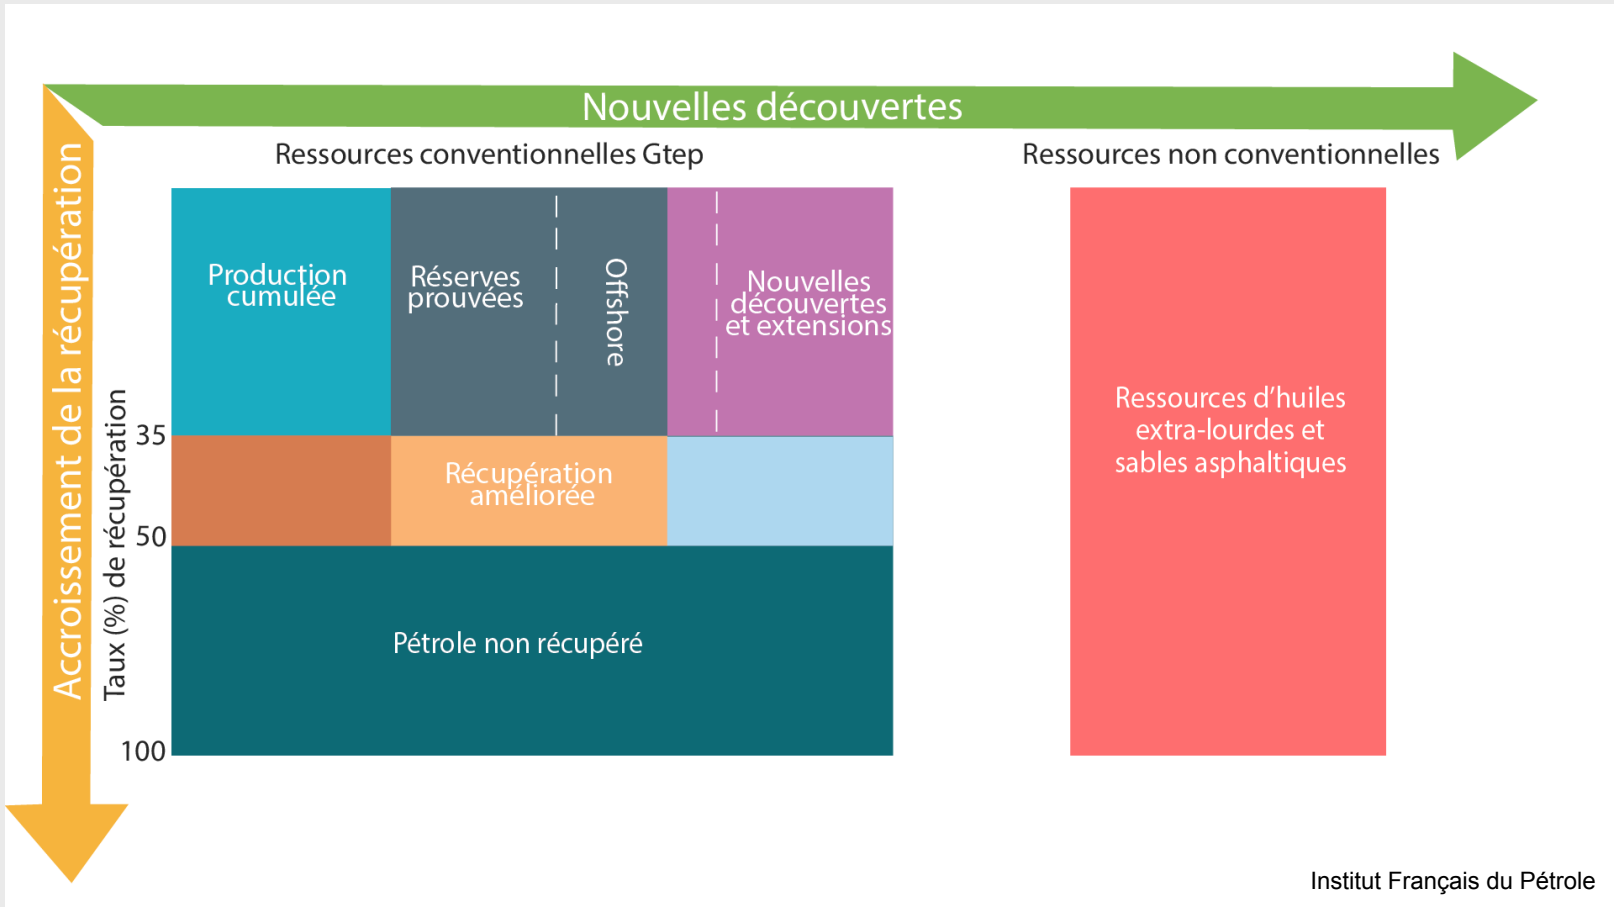 Nouvelles découvertes
Ressources conventionnelles Gtep
Ressources non conventionnelles
Accroissement de la récupération
Taux (%) de récupération
Production
cumulée
Réserves
prouvées
Offshore
Nouvelles
découvertes
et extensions
35
Récupération
améliorée
50
Pétrole non récupéré
100
Ressources d’huiles
extra-lourdes et
sables asphaltiques
Institut Français du Pétrole